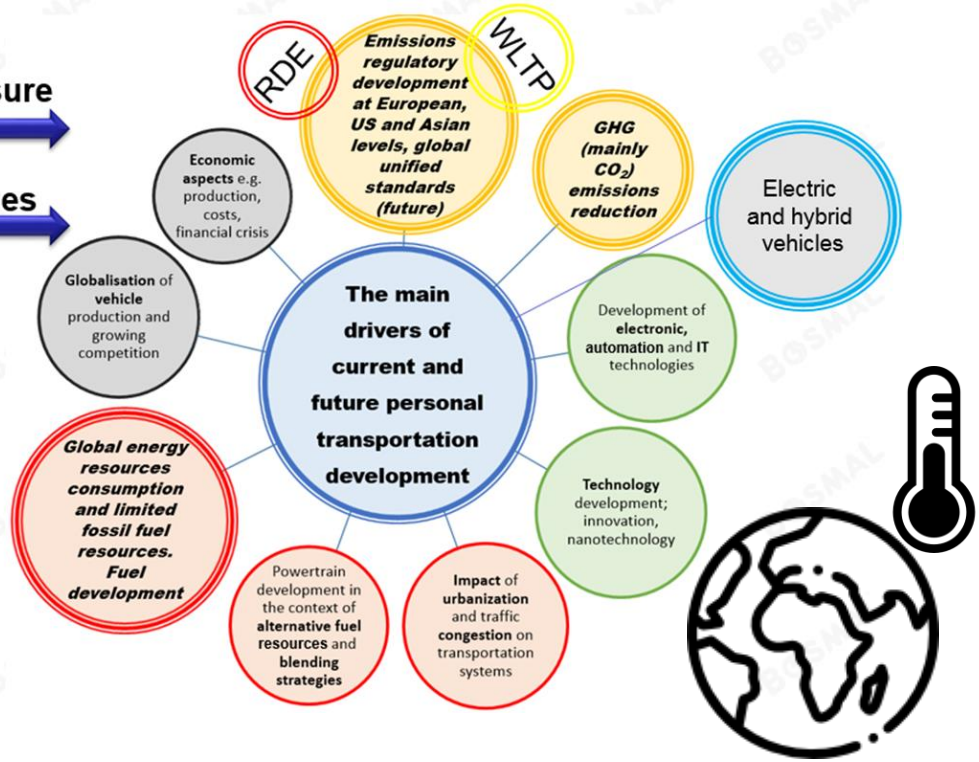 RDE
WLTP
Emissions
regulatory
development
at European,
US and Asian
levels, global
unified
standards
(future)
GHG
(mainly
CO₂)
emissions
reduction
Electric
and hybrid
vehicles
Economic
aspects e.g.
production,
costs,
financial crisis
Globalisation of
vehicle
production and
growing
competition
The main
drivers of
current and
future personal
transportation
development
Development of
electronic,
automation and IT
technologies
Global energy
resources
consumption
and limited
fossil fuel
resources.
Fuel
development
Technology
development;
innovation,
nanotechnology
Powertrain
development in
the context of
alternative fuel
resources and
blending
strategies
Impact of
urbanization
and traffic
congestion on
transportation
systems
BOSMAL
BOSMAL
BOSMAL